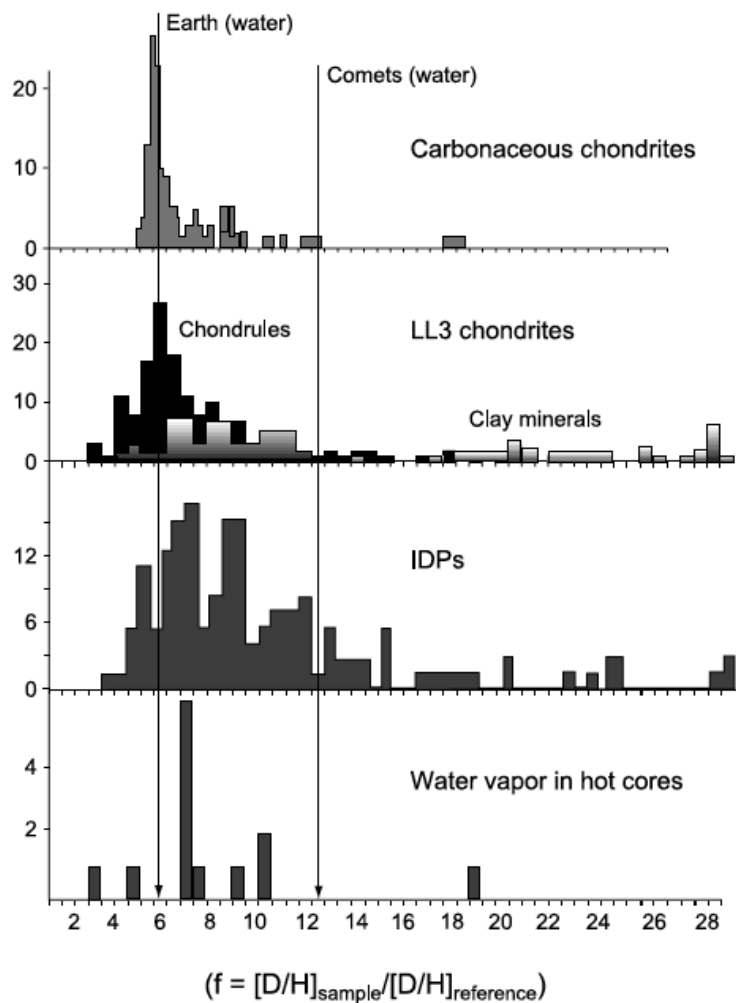 Earth (water)
Comets (water)
20
10
0
Carbonaceous chondrites
30
20
10
0
Chondrules
LL3 chondrites
Clay minerals
12
6
0
IDPs
4
2
Water vapor in hot cores
2 4 6 8 10 12 14 16 18 20 22 24 26 28
(f = [D/H]sample/[D/H]reference)